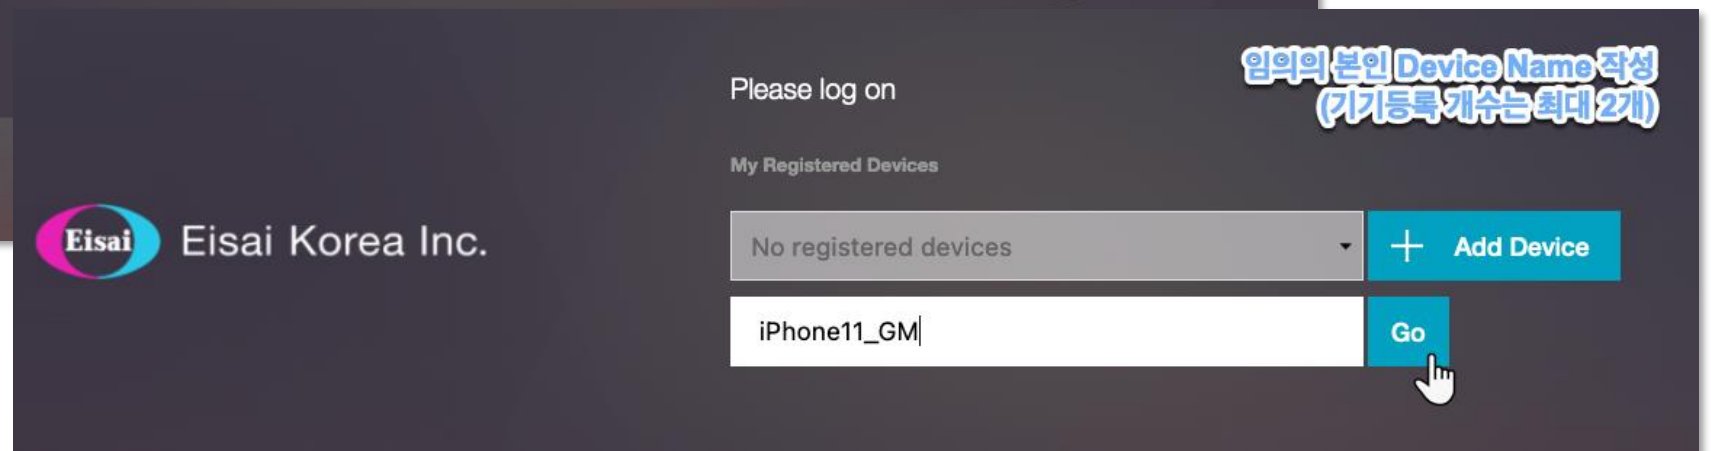 임의의 본인 Device Name 작성
(기기등록 개수는 최대 2개)
Please log on
My Registered Devices
Eisai
Eisai Korea Inc.
No registered devices
+ Add Device
iPhone11_GM
Go